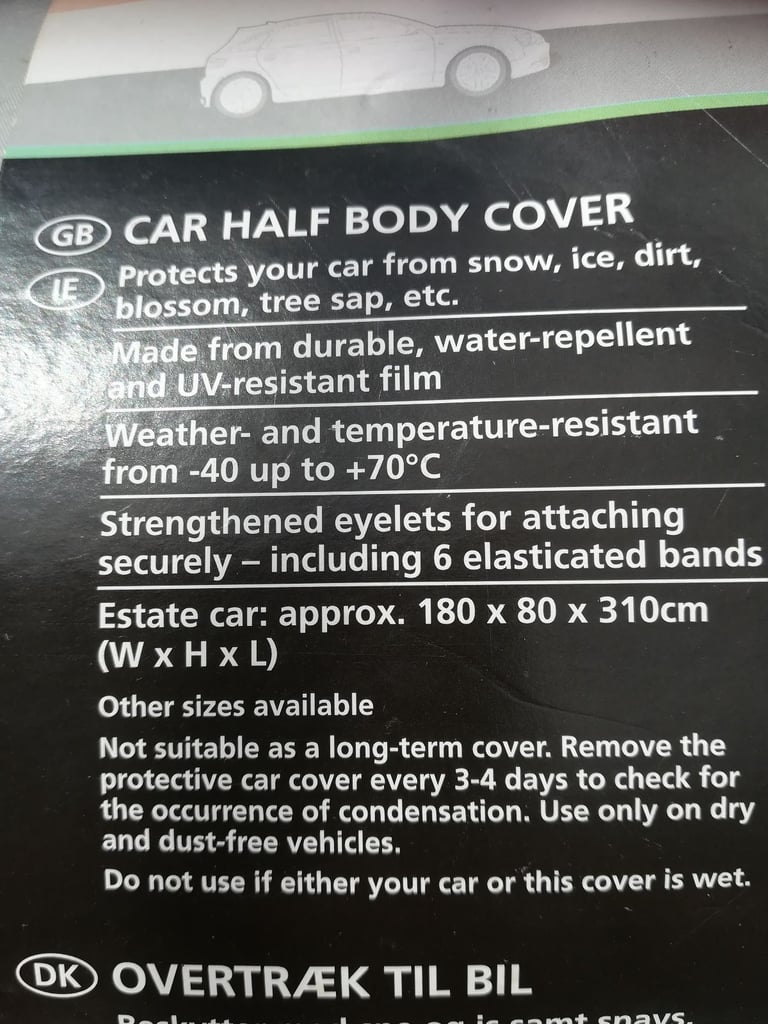 GB CAR HALF BODY COVER
IE Protects your car from snow, ice, dirt,
blossom, tree sap, etc.
Made from durable, water-repellent
and UV-resistant film
Weather- and temperature-resistant
from -40 up to +70°C
Strengthened eyelets for attaching
securely – including 6 elasticated bands
Estate car: approx. 180 x 80 x 310cm
(W x H x L)
Other sizes available
Not suitable as a long-term cover. Remove the
protective car cover every 3-4 days to check for
the occurrence of condensation. Use only on dry
and dust-free vehicles.
Do not use if either your car or this cover is wet.
DK OVERTRÆK TIL BIL
og is samt snavs,